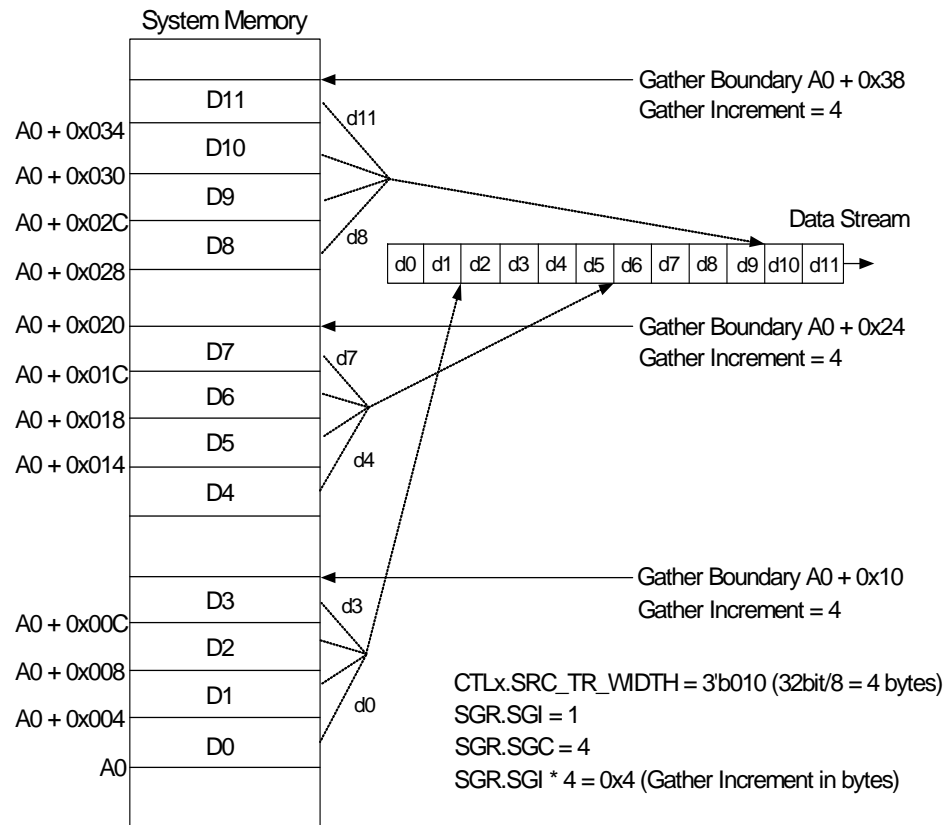 System Memory
Gather Boundary A0 + 0x38
Gather Increment = 4
D11
d11
A0 + 0x034
D10
A0 + 0x030
D9
A0 + 0x02C
D8
d8
A0 + 0x028
Data Stream
d0 d1 d2 d3 d4 d5 d6 d7 d8 d9 d10 d11
A0 + 0x020
Gather Boundary A0 + 0x24
Gather Increment = 4
D7
d7
A0 + 0x01C
D6
A0 + 0x018
D5
A0 + 0x014
d4
D4
Gather Boundary A0 + 0x10
Gather Increment = 4
D3
d3
A0 + 0x00C
D2
A0 + 0x008
D1
d0
A0 + 0x004
D0
A0
CTLx.SRC_TR_WIDTH = 3'b010 (32bit/8 = 4 bytes)
SGR.SGI = 1
SGR.SGC = 4
SGR.SGI * 4 = 0x4 (Gather Increment in bytes)